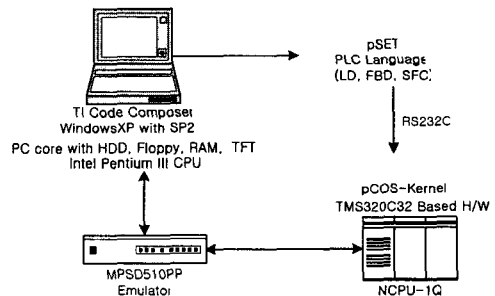 TI Code Composer
WindowsXP with SP2
PC core with HDD, Floppy, RAM, TFT
Intel Pentium III CPU
pSET
PLC Language
(LD, FBD, SFC)
RS232C
pCOS-Kernel
TMS320C32 Based H/W
NCPU-1Q
MPSD510PP
Emulator